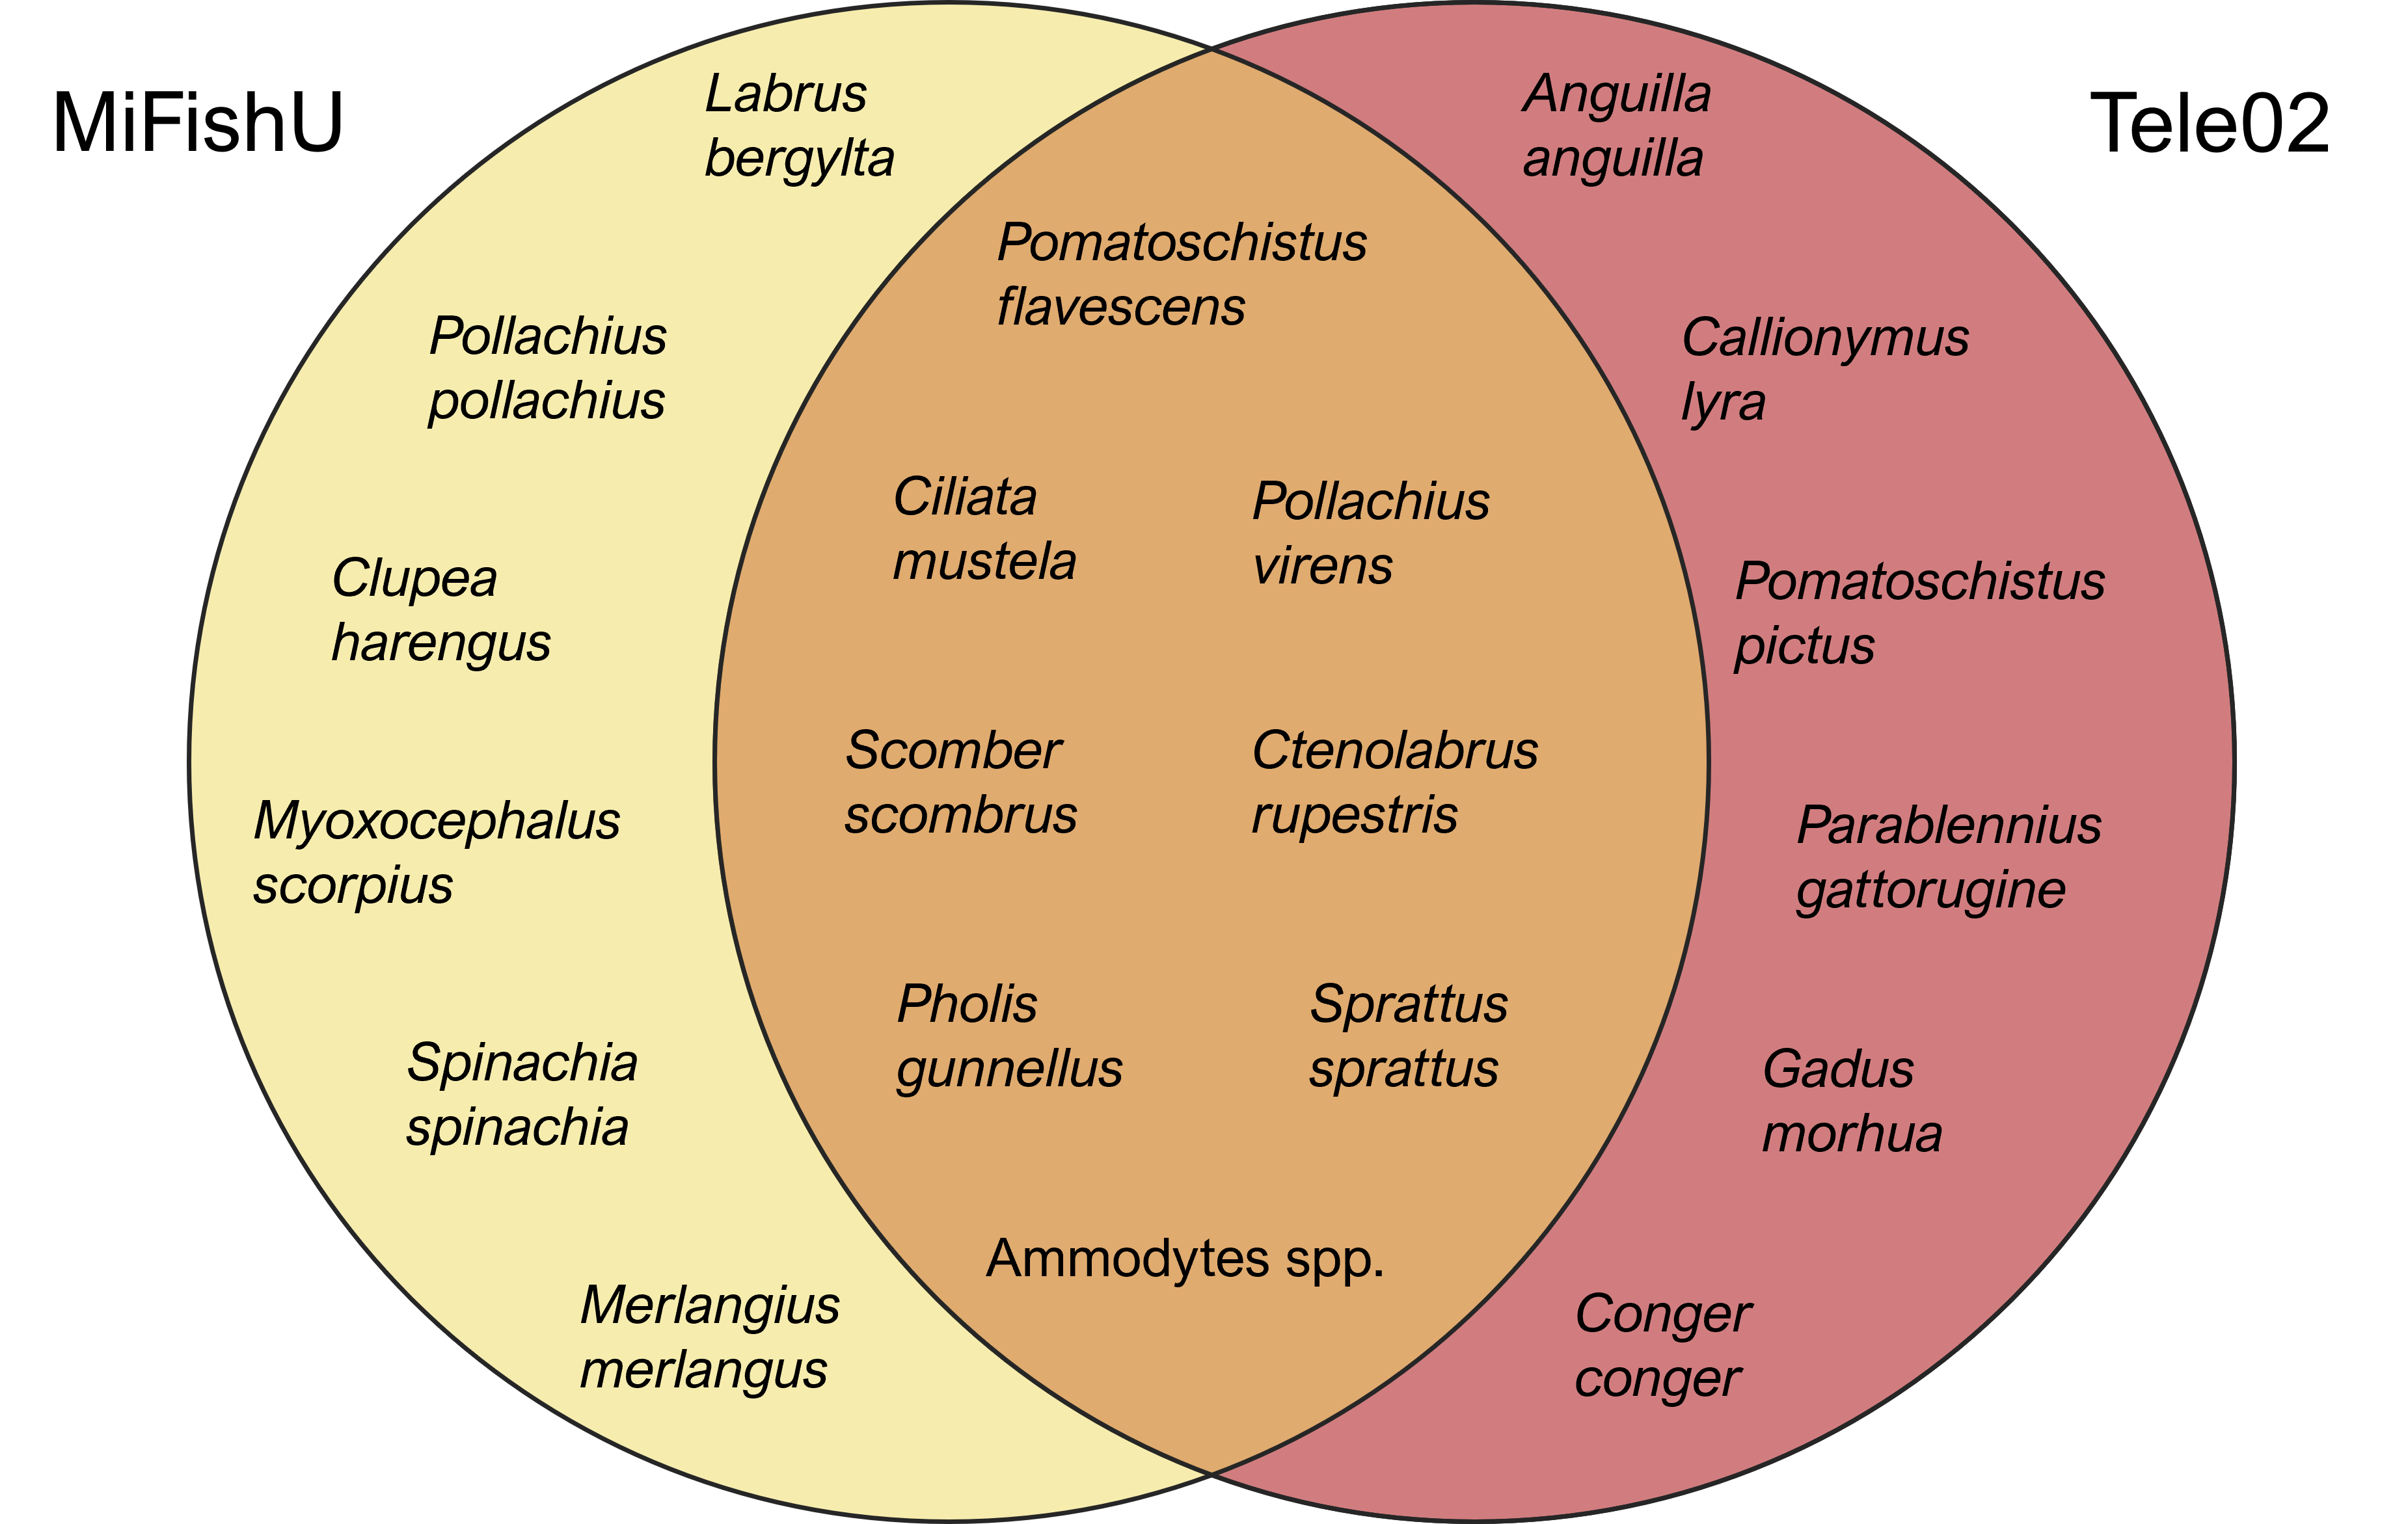 MiFishU
Tele02
Labrus
bergylta
Pollachius
pollachius
Clupea
harengus
Myoxocephalus
scorpius
Spinachia
spinachia
Merlangius
merlangus
Pomatoschistus
flavescens
Ciliata
mustela
Pollachius
virens
Scomber
scombrus
Ctenolabrus
rupestris
Pholis
gunnellus
Sprattus
sprattus
Ammodytes spp.
Anguilla
anguilla
Callionymus
lyra
Pomatoschistus
pictus
Parablennius
gattorugine
Gadus
morhua
Conger
conger